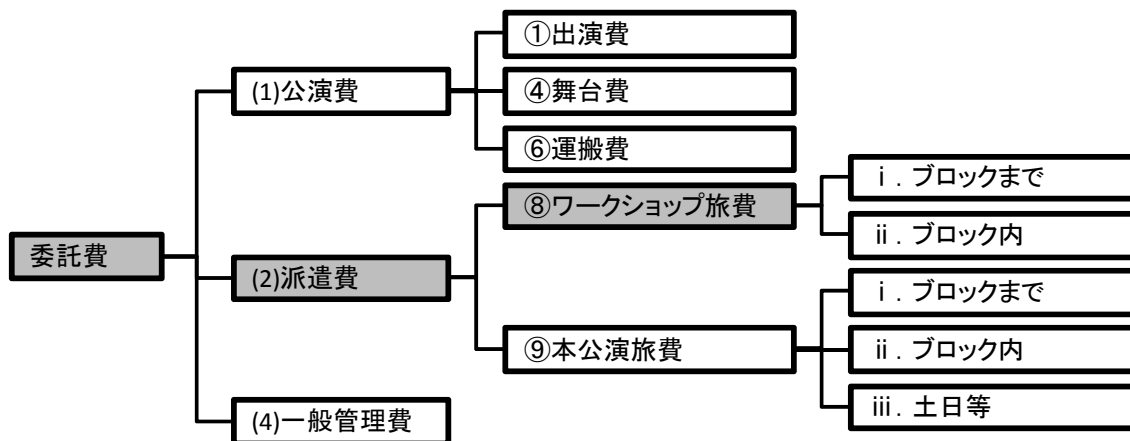 委託費
(1)公演費
①出演費
④舞台費
⑥運搬費
(2)派遣費
⑧ワークショップ旅費
ⅰ．ブロックまで
ⅱ．ブロック内
⑨本公演旅費
ⅰ．ブロックまで
ⅱ．ブロック内
ⅲ．土日等
(4)一般管理費